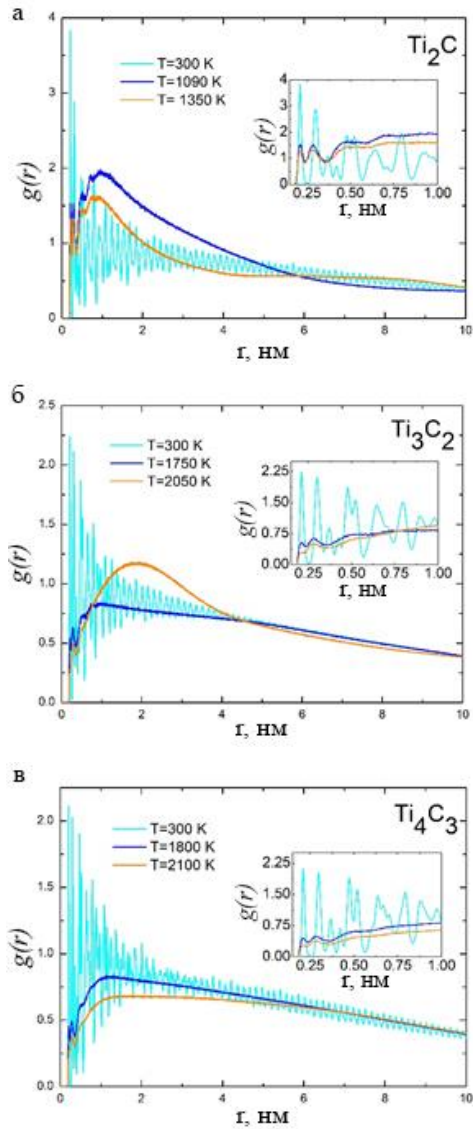 а
Ti2C
T=300 K
T=1090 K
T= 1350 K
g(r)
4
3
2
1
0
0.25
0.50
0.75
1.00
r, нм
g(r)
4
3
2
1
0
0
2
4
6
8
10
r, нм
б
Ti3C2
T=300 K
T=1750 K
T=2050 K
g(r)
2.25
1.50
0.75
0.00
0.25
0.50
0.75
1.00
r, нм
g(r)
2.5
2.0
1.5
1.0
0.5
0.0
0
2
4
6
8
10
r, нм
в
Ti4C3
T=300 K
T=1800 K
T=2100 K
g(r)
2.25
1.50
0.75
0.00
0.25
0.50
0.75
1.00
r, нм
g(r)
2.0
1.5
1.0
0.5
0.0
0
2
4
6
8
10
r, нм